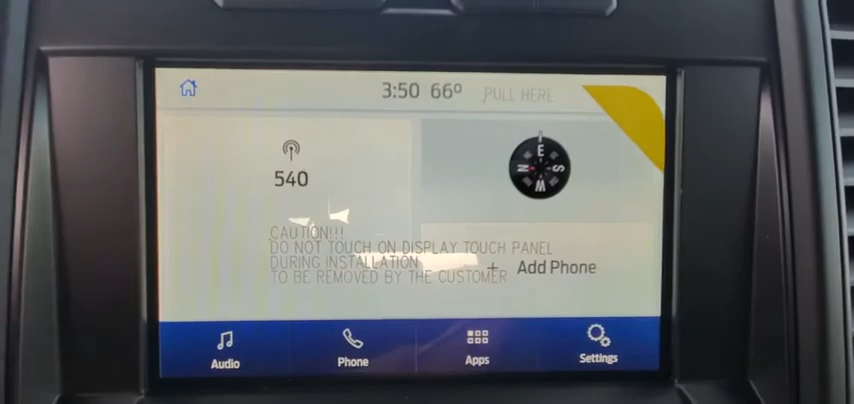 3:50 66° PULL HERE
540
E
N S
W
CAUTION!!!
DO NOT TOUCH ON DISPLAY TOUCH PANEL
DURING INSTALLATION
TO BE REMOVED BY THE CUSTOMER
+ Add Phone
Audio Phone Apps Settings